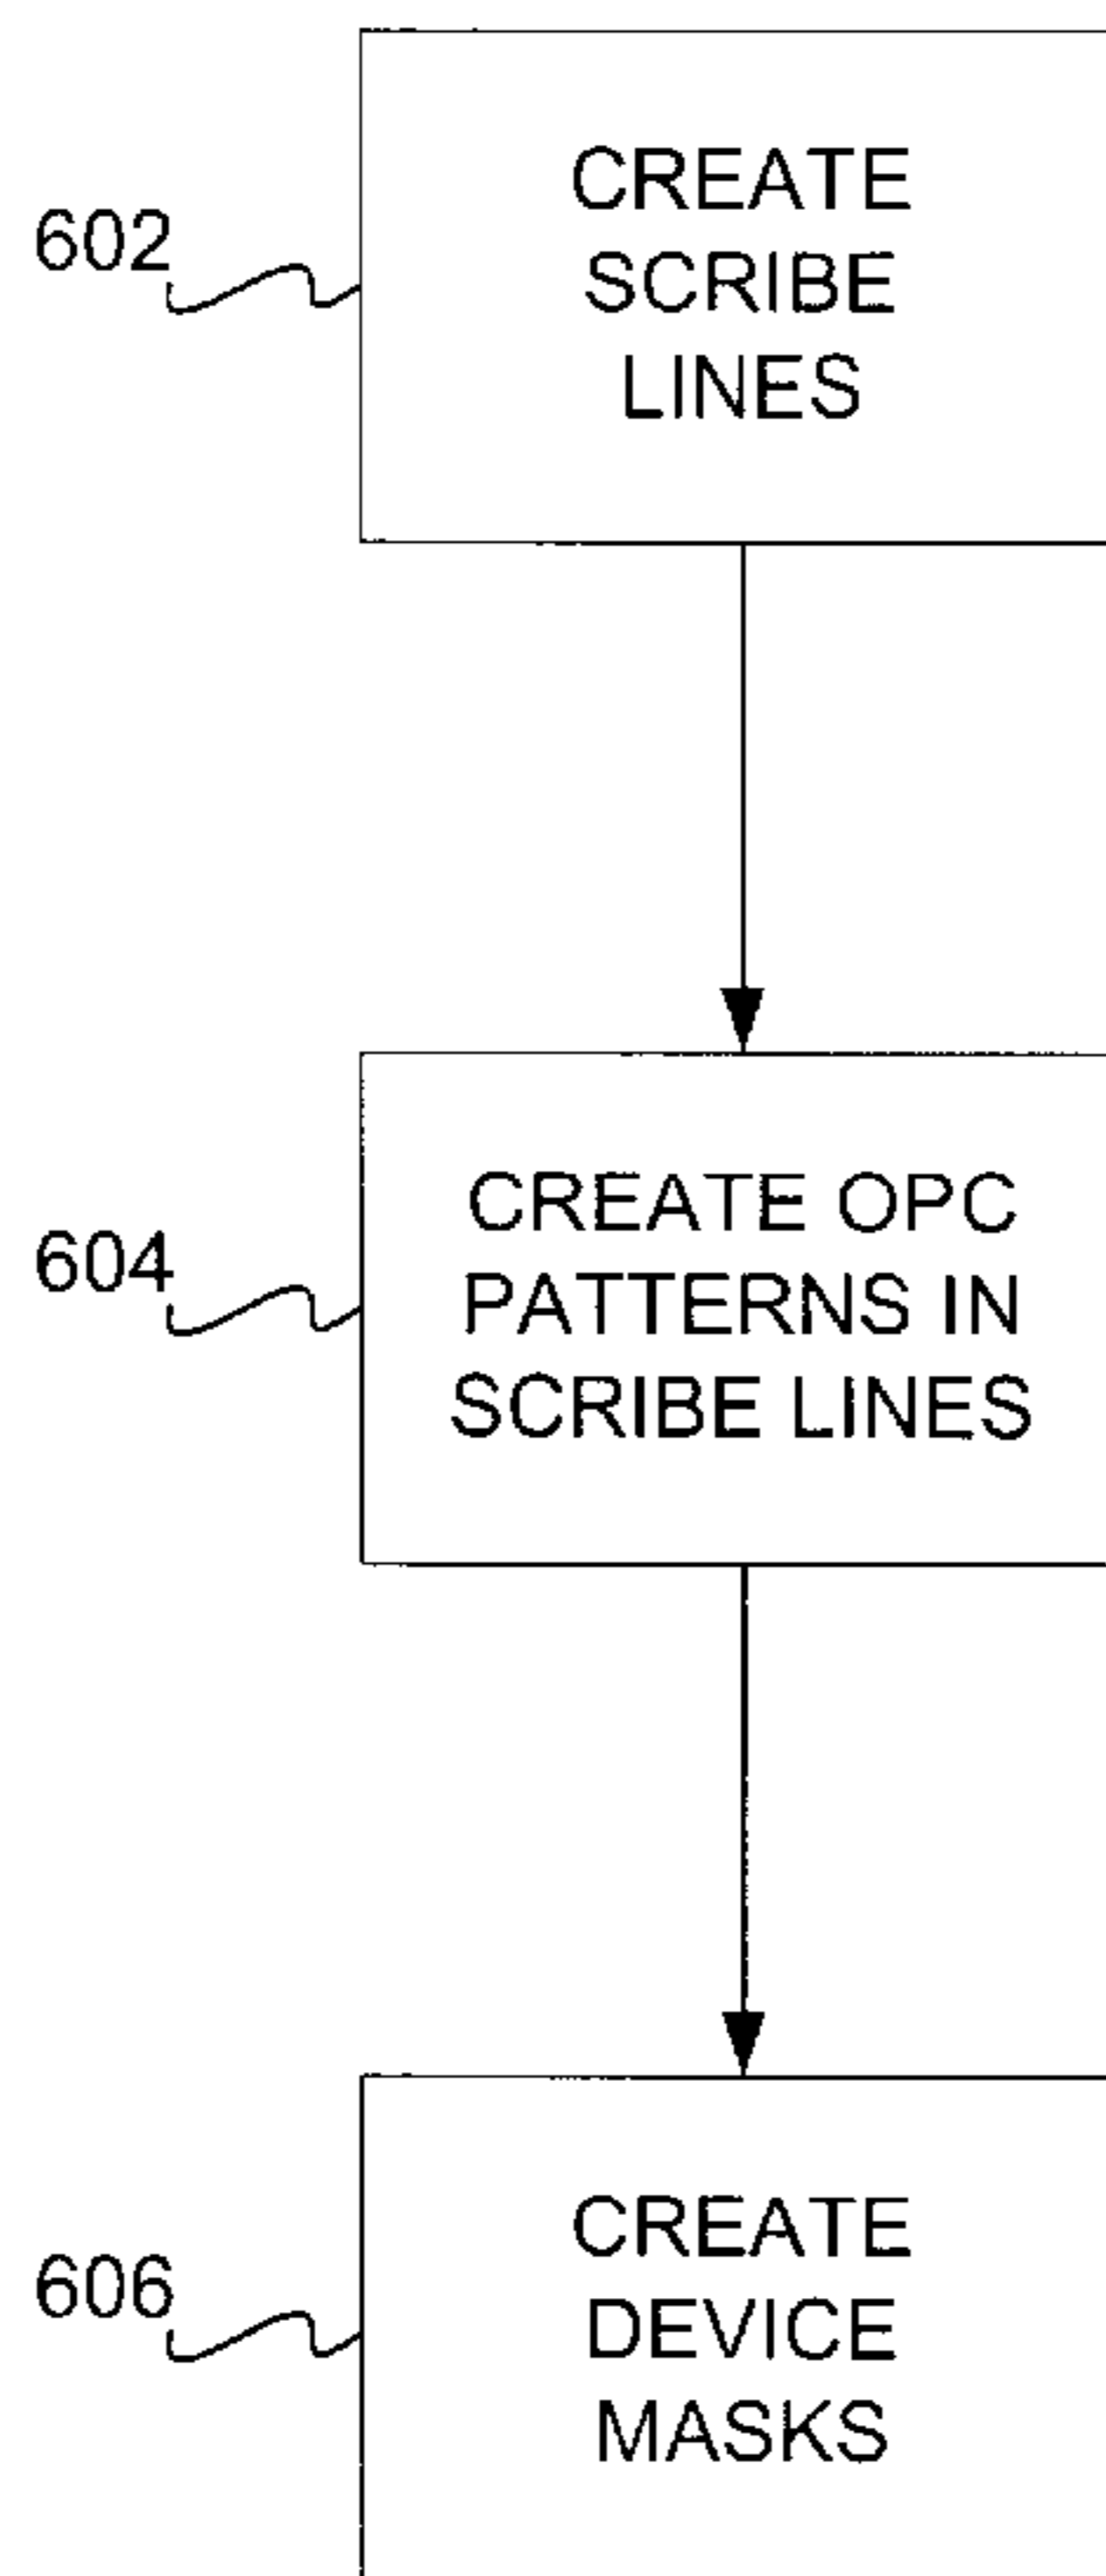 602
CREATE
SCRIBE
LINES
604
CREATE OPC
PATTERNS IN
SCRIBE LINES
606
CREATE
DEVICE
MASKS